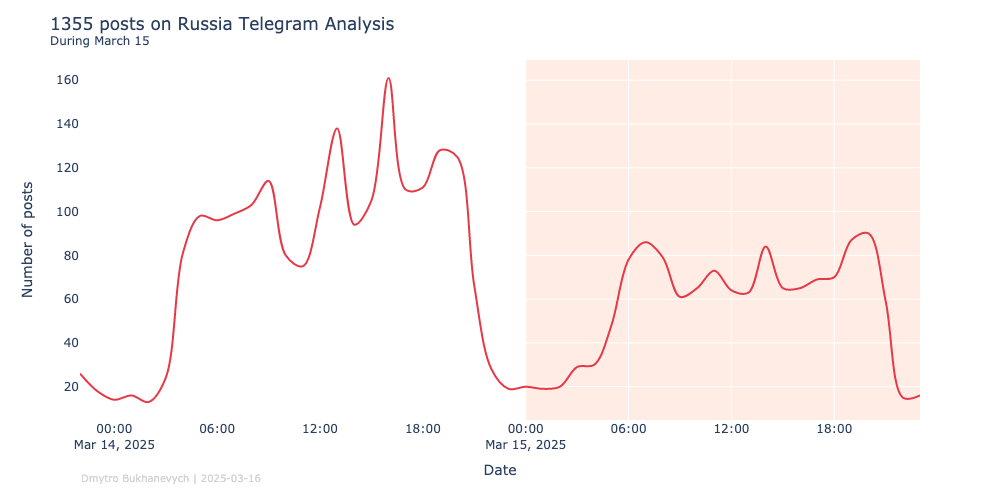 1355 posts on Russia Telegram Analysis
During March 15
160
140
120
100
80
60
40
20
Number of posts
00:00 06:00 12:00 18:00 00:00 06:00 12:00 18:00
Mar 14, 2025 Mar 15, 2025
Date
Dmytro Bukhanevych | 2025-03-16